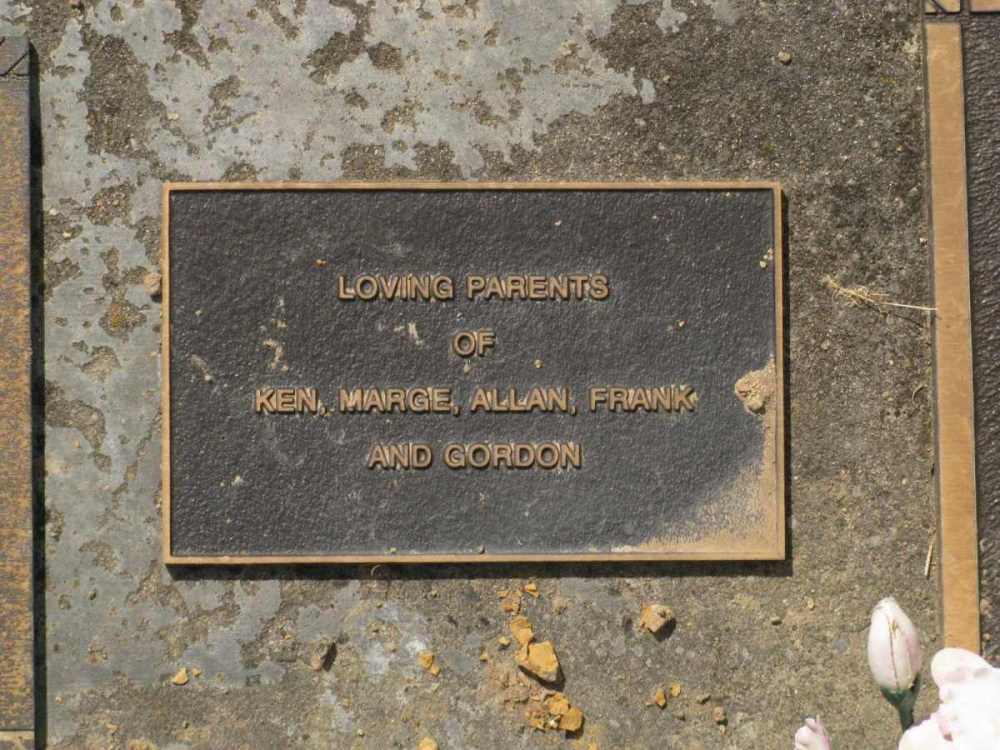 LOVING PARENTS
OF
KEN, MARGE, ALLAN, FRANK
AND GORDON